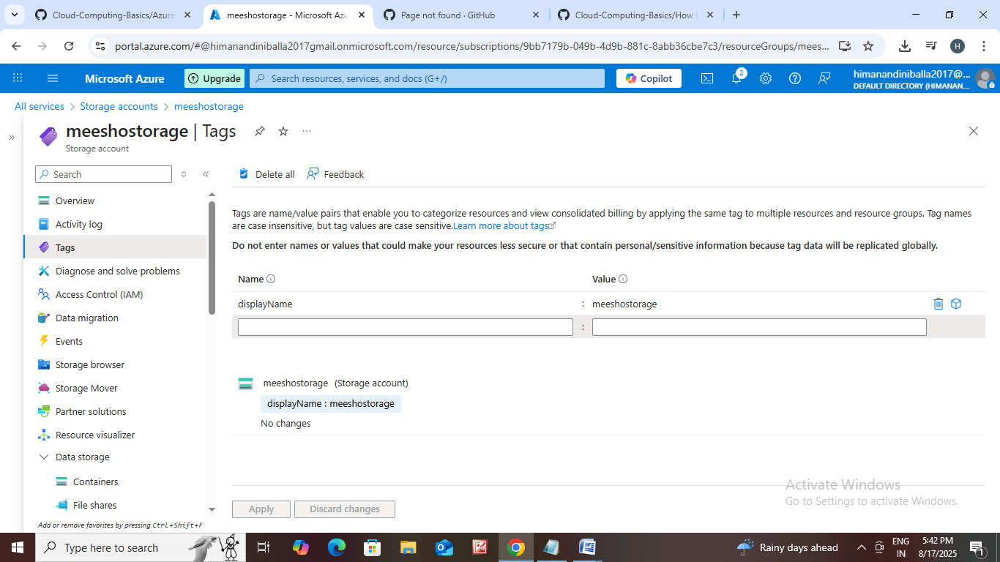 Cloud-Computing-Basics/Azure
meeshostorage - Microsoft Azu
Page not found · GitHub
Cloud-Computing-Basics/How t
portal.azure.com/#@himanandiniballa2017gmail.onmicrosoft.com/resource/subscriptions/9bb7179b-049b-4d9b-881c-8abb36cbe7c3/resourceGroups/mees...
H
Microsoft Azure
Upgrade
Search resources, services, and docs (G+/)
Copilot
2
himanandiniballa2017@...
DEFAULT DIRECTORY (HIMANAN...
All services > Storage accounts > meeshostorage
meeshostorage | Tags
Storage account
Search
Overview
Activity log
Tags
Diagnose and solve problems
Access Control (IAM)
Data migration
Events
Storage browser
Storage Mover
Partner solutions
Resource visualizer
Data storage
Containers
File shares
Add or remove favorites by pressing Ctrl+Shift+F
Delete all
Feedback
Tags are name/value pairs that enable you to categorize resources and view consolidated billing by applying the same tag to multiple resources and resource groups. Tag names
are case insensitive, but tag values are case sensitive.Learn more about tags
Do not enter names or values that could make your resources less secure or that contain personal/sensitive information because tag data will be replicated globally.
Name
Value
displayName : meeshostorage
:
meeshostorage (Storage account)
displayName : meeshostorage
No changes
Apply
Discard changes
Activate Windows
Go to Settings to activate Windows.
Type here to search
Rainy days ahead
ENG
IN
5:42 PM
8/17/2025
1